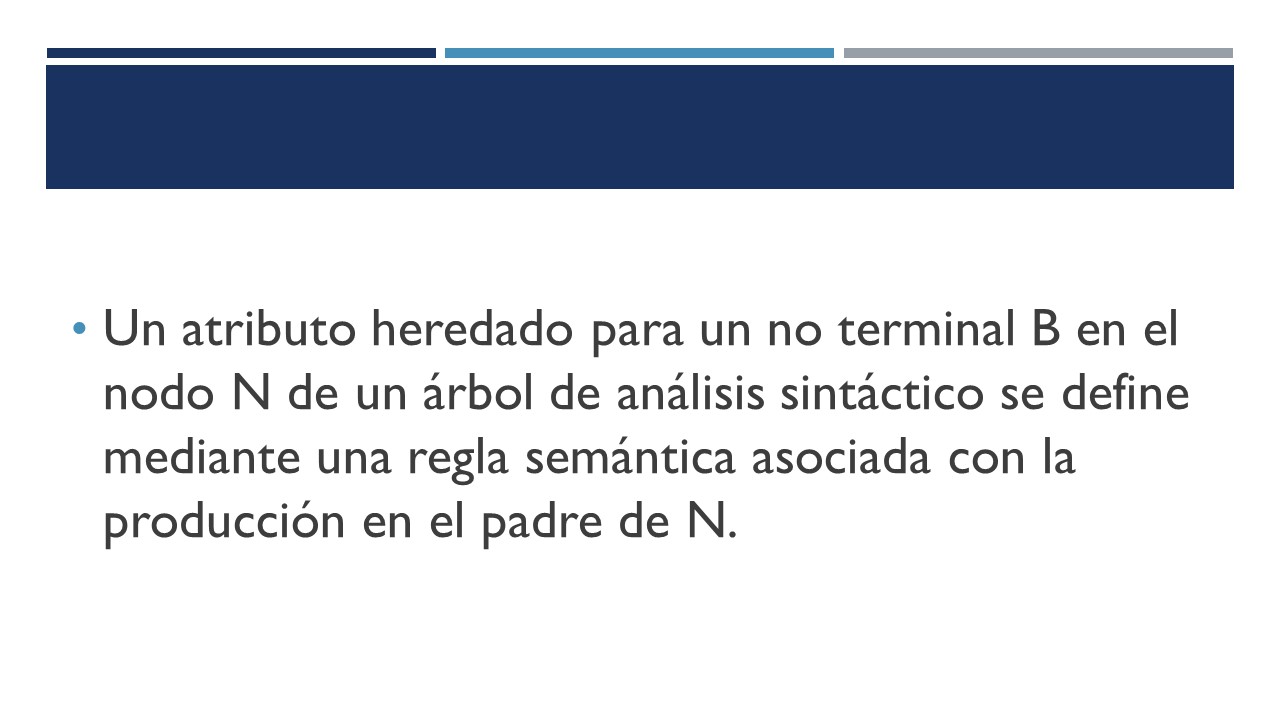 • Un atributo heredado para un no terminal B en el
nodo N de un árbol de análisis sintáctico se define
mediante una regla semántica asociada con la
producción en el padre de N.